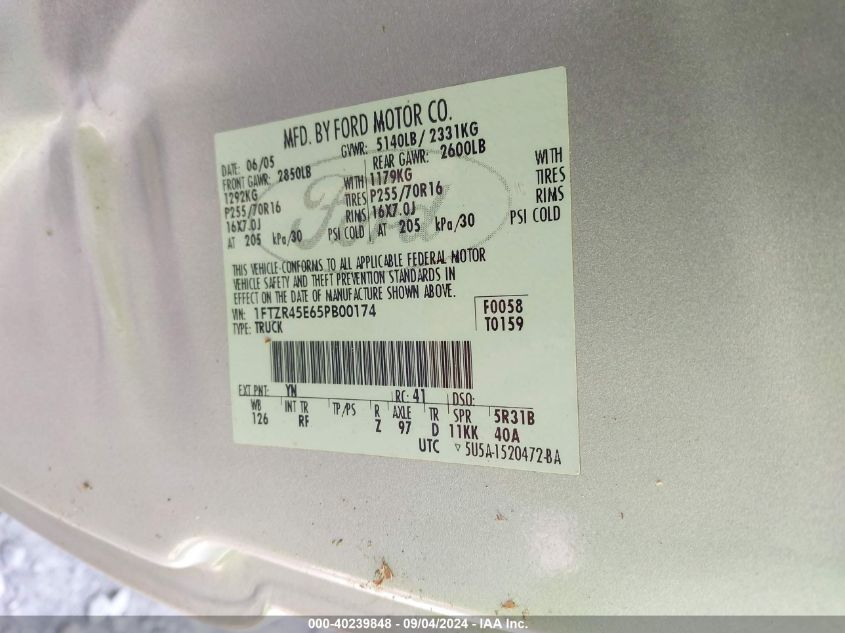 MFD. BY FORD MOTOR CO.
DATE: 06/05 GVWR: 5140LB/ 2331KG
FRONT GAWR: 2850LB REAR GAWR: 2600LB
1292KG WITH 1179KG WITH
P255/70R16 TIRES P255/70R16 TIRES
16X7.0J RIMS 16X7.0J RIMS
AT 205 kPa/30 PSI COLD AT 205 kPa/30 PSI COLD
Ford
THIS VEHICLE CONFORMS TO ALL APPLICABLE FEDERAL MOTOR
VEHICLE SAFETY AND THEFT PREVENTION STANDARDS IN
EFFECT ON THE DATE OF MANUFACTURE SHOWN ABOVE.
VIN: 1FTZR45E65PB00174 F0058
TYPE: TRUCK T0159
EXT PNT: YN RC: 41 DSO:
WB INT TR TP/PS R AXLE TR SPR 5R31B
126 RF Z 97 D 11KK 40A
UTC ▽ 5U5A-1520472-BA
000-40239848 - 09/04/2024 - IAA Inc.